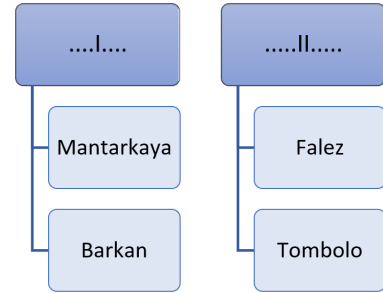 ....I....
Mantarkaya
Barkan
.....II.....
Falez
Tombolo